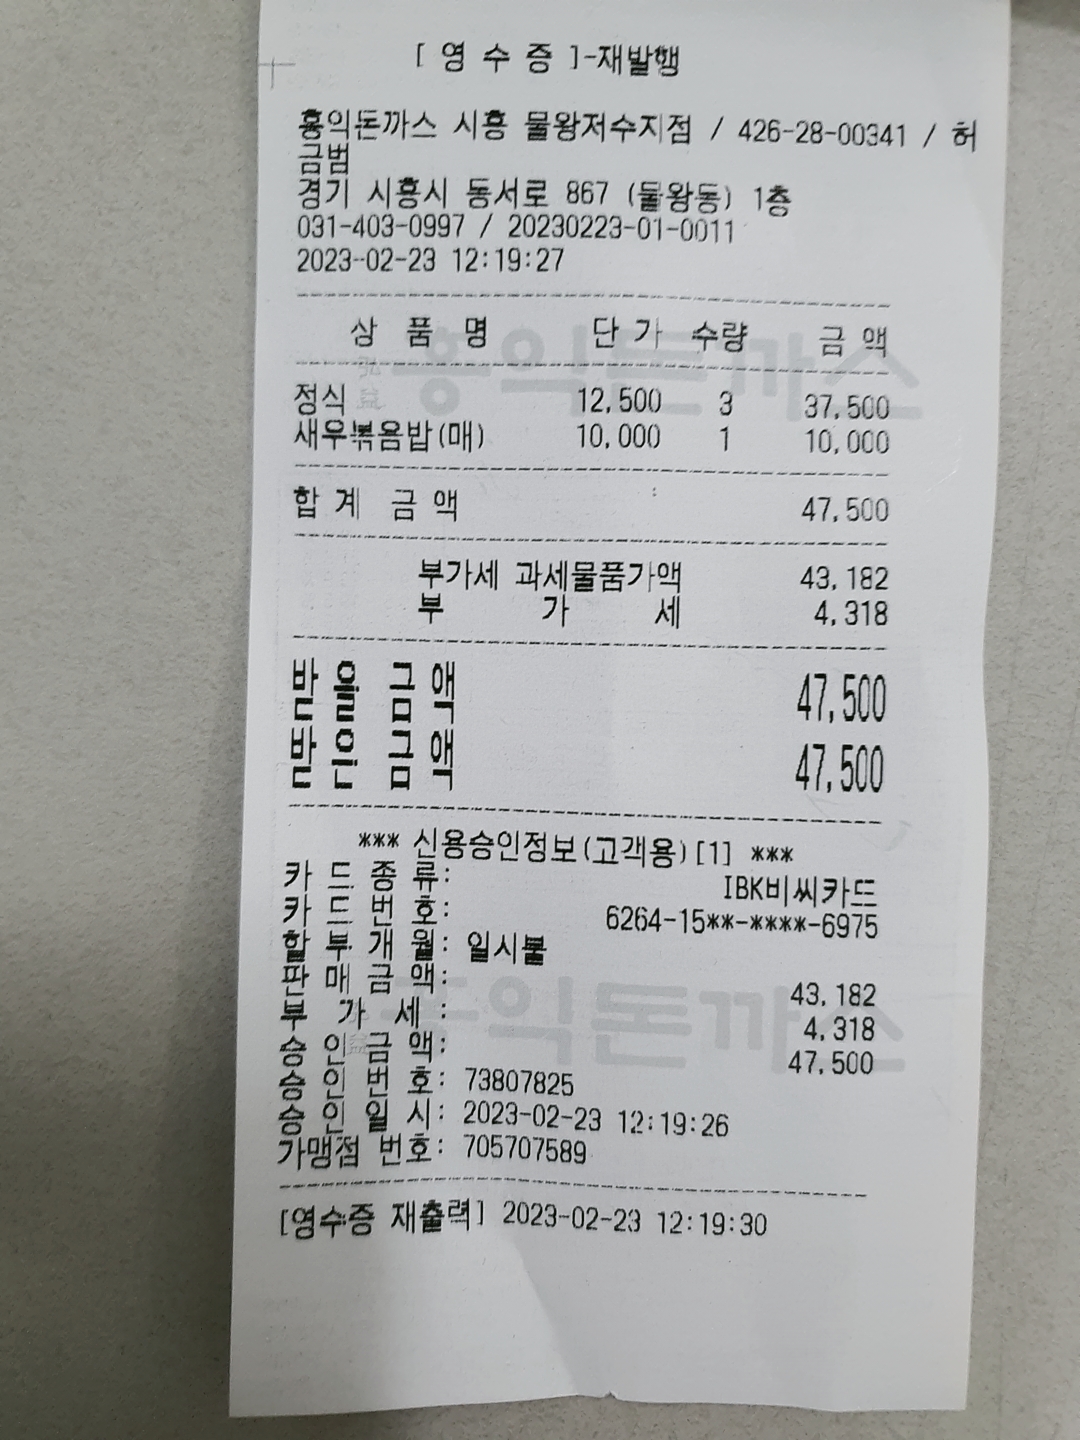 [ 영 수 증 ]-재발행
홍익돈까스 시흥 물왕저수지점 / 426-28-00341 / 허
금범
경기 시흥시 동서로 867 (물왕동) 1층
031-403-0997 / 20230223-01-0011
2023-02-23 12:19:27
상 품 명 단 가 수량 금 액
정식 12,500 3 37,500
새우볶음밥(매) 10,000 1 10,000
합 계 금 액 47,500
부가세 과세물품가액 43,182
부 가 세 4,318
받 을 금 액 47,500
받 은 금 액 47,500
*** 신용승인정보(고객용)[1] ***
카 드 종 류: IBK비씨카드
카 드 번 호: 6264-15**-****-6975
할 부 개 월: 일시불
판 매 금 액: 43,182
부 가 세 : 4,318
승 인 금 액: 47,500
승 인 번 호: 73807825
승 인 일 시: 2023-02-23 12:19:26
가맹점 번호: 705707589
[영수증 재출력] 2023-02-23 12:19:30
홍익돈까스
홍익돈까스